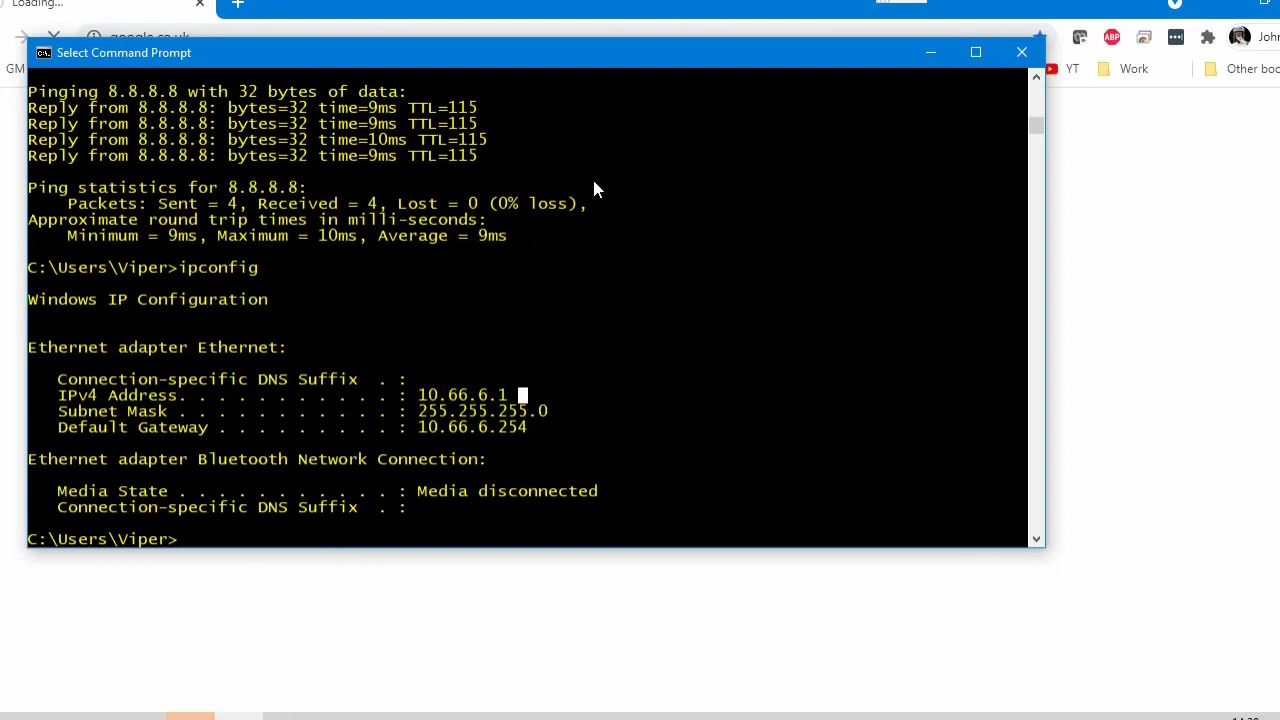 Loading...
google.co.uk
ABP
John
GM
YT
Work
Other boo
C:\.
Select Command Prompt
Pinging 8.8.8.8 with 32 bytes of data:
Reply from 8.8.8.8: bytes=32 time=9ms TTL=115
Reply from 8.8.8.8: bytes=32 time=9ms TTL=115
Reply from 8.8.8.8: bytes=32 time=10ms TTL=115
Reply from 8.8.8.8: bytes=32 time=9ms TTL=115
Ping statistics for 8.8.8.8:
Packets: Sent = 4, Received = 4, Lost = 0 (0% loss),
Approximate round trip times in milli-seconds:
Minimum = 9ms, Maximum = 10ms, Average = 9ms
C:\Users\Viper>ipconfig
Windows IP Configuration
Ethernet adapter Ethernet:
Connection-specific DNS Suffix . :
IPv4 Address. . . . . . . . . . . : 10.66.6.1
Subnet Mask . . . . . . . . . . . : 255.255.255.0
Default Gateway . . . . . . . . . : 10.66.6.254
Ethernet adapter Bluetooth Network Connection:
Media State . . . . . . . . . . . : Media disconnected
Connection-specific DNS Suffix . :
C:\Users\Viper>